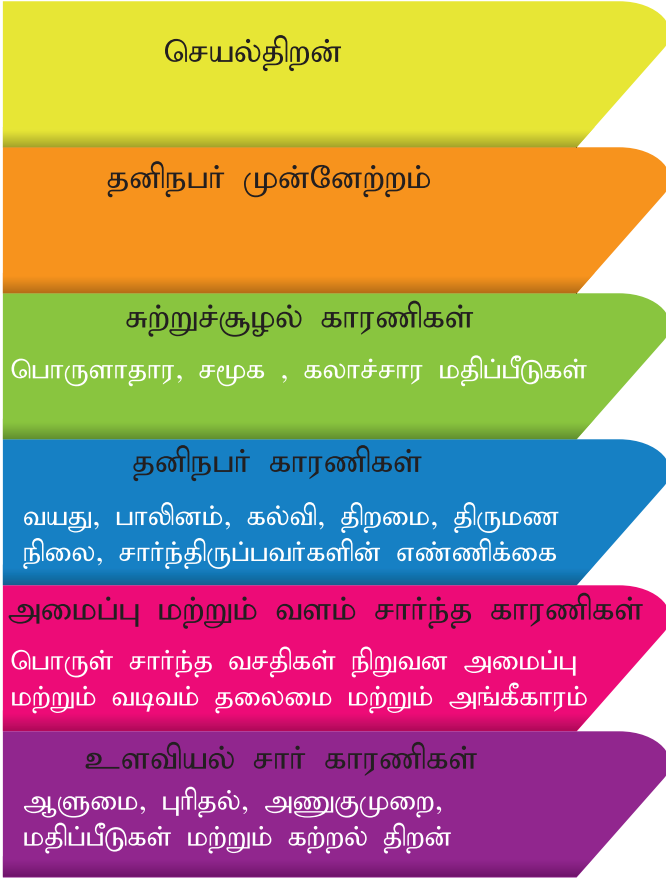 செயல்திறன்
தனிநபர் முன்னேற்றம்
சுற்றுச்சூழல் காரணிகள்
பொருளாதார, சமூக , கலாச்சார மதிப்பீடுகள்
தனிநபர் காரணிகள்
வயது, பாலினம், கல்வி, திறமை, திருமண
நிலை, சார்ந்திருப்பவர்களின் எண்ணிக்கை
அமைப்பு மற்றும் வளம் சார்ந்த காரணிகள்
பொருள் சார்ந்த வசதிகள் நிறுவன அமைப்பு
மற்றும் வடிவம் தலைமை மற்றும் அங்கீகாரம்
உளவியல் சார் காரணிகள்
ஆளுமை, புரிதல், அணுகுமுறை,
மதிப்பீடுகள் மற்றும் கற்றல் திறன்